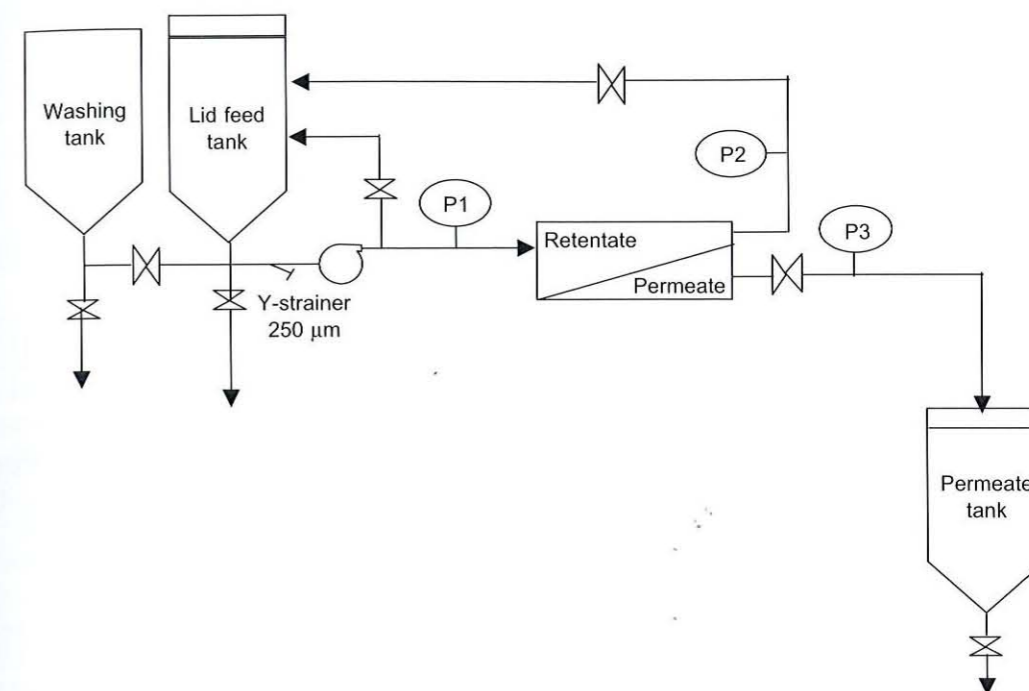 Washing
tank
Lid feed
tank
P2
P1
P3
Retentate
Permeate
Y-strainer
250 μm
Permeate
tank